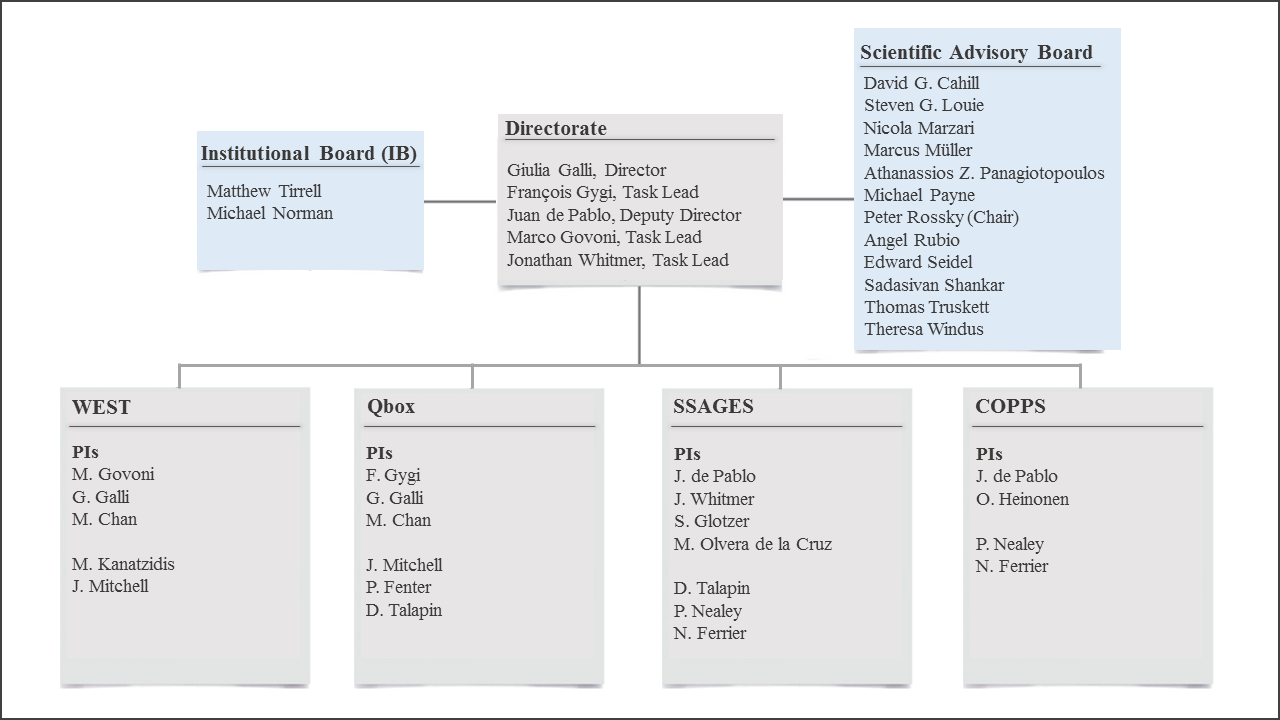 Scientific Advisory Board
David G. Cahill
Steven G. Louie
Nicola Marzari
Marcus Müller
Athanassios Z. Panagiotopoulos
Michael Payne
Peter Rossky (Chair)
Angel Rubio
Edward Seidel
Sadasivan Shankar
Thomas Truskett
Theresa Windus
Directorate
Giulia Galli, Director
François Gygi, Task Lead
Juan de Pablo, Deputy Director
Marco Govoni, Task Lead
Jonathan Whitmer, Task Lead
Institutional Board (IB)
Matthew Tirrell
Michael Norman
WEST
PIs
M. Govoni
G. Galli
M. Chan
M. Kanatzidis
J. Mitchell
Qbox
PIs
F. Gygi
G. Galli
M. Chan
J. Mitchell
P. Fenter
D. Talapin
SSAGES
PIs
J. de Pablo
J. Whitmer
S. Glotzer
M. Olvera de la Cruz
D. Talapin
P. Nealey
N. Ferrier
COPPS
PIs
J. de Pablo
O. Heinonen
P. Nealey
N. Ferrier